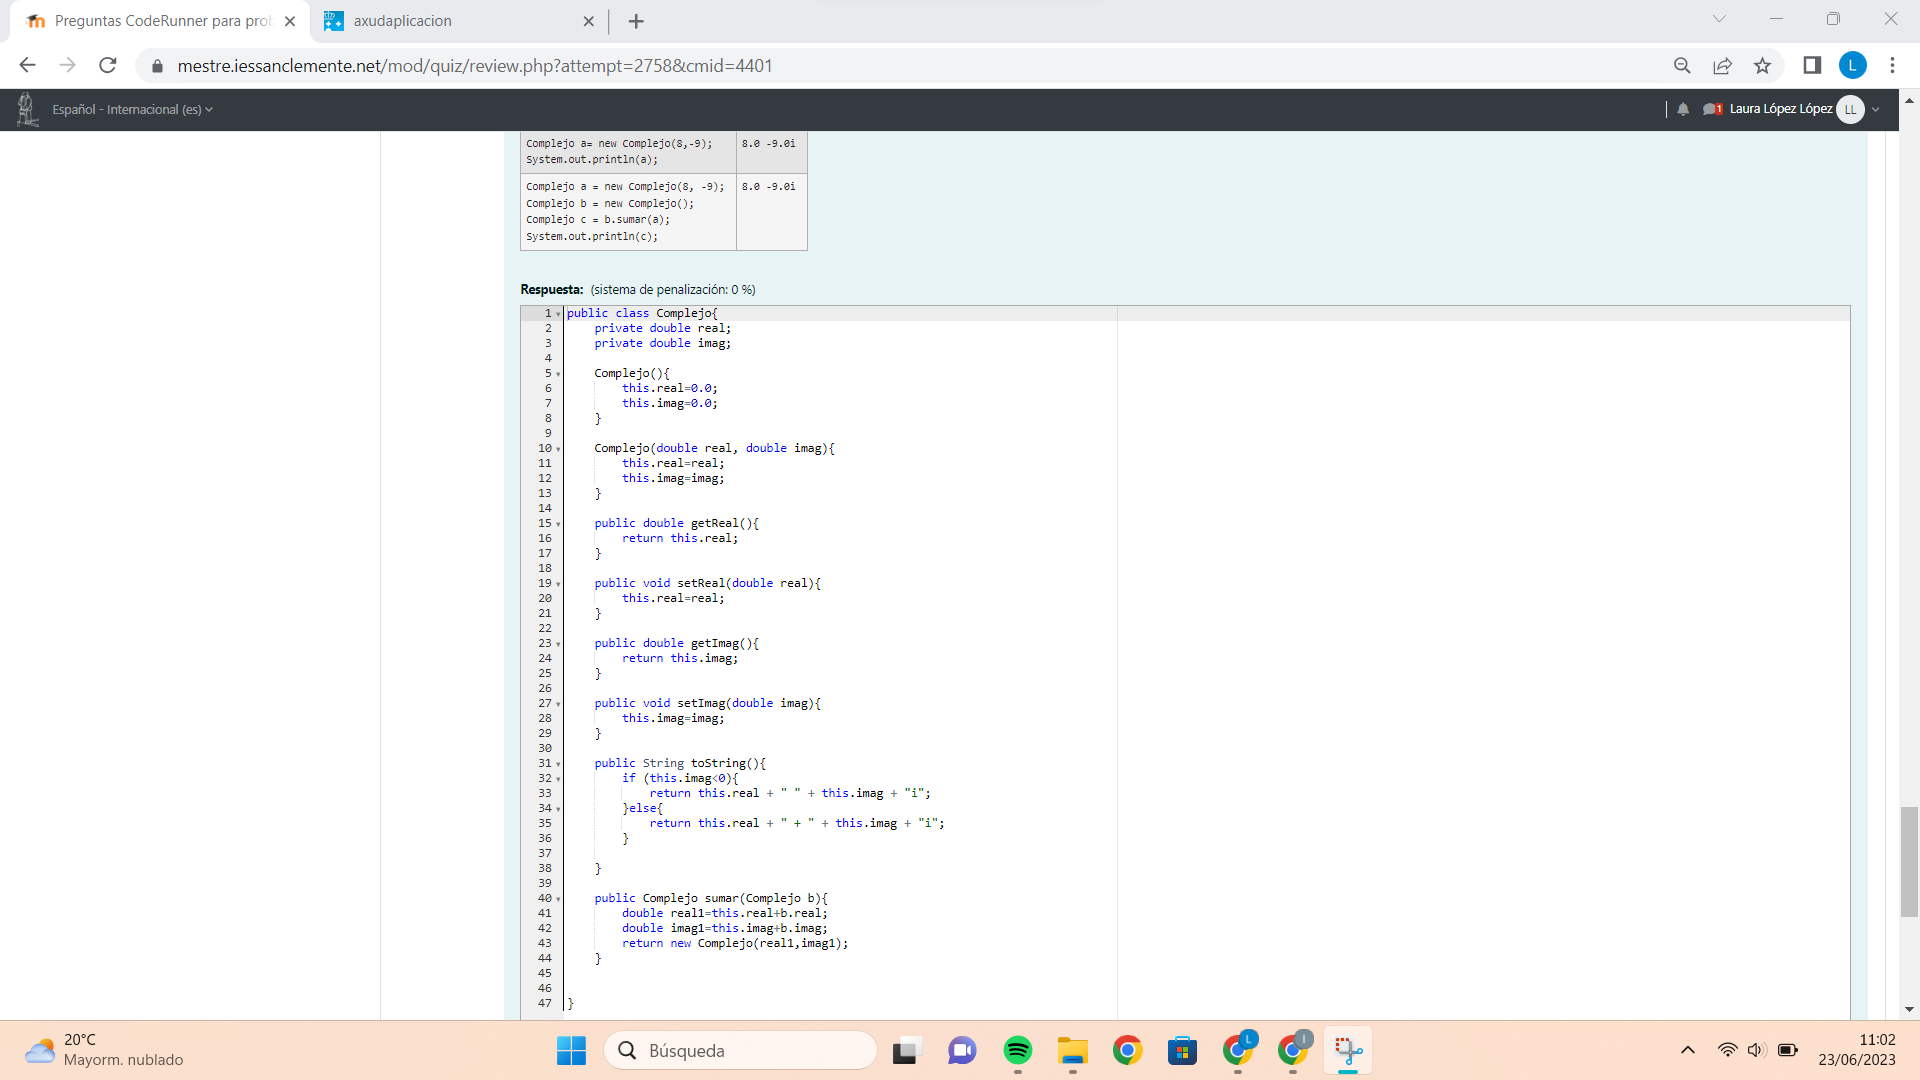 Preguntas CodeRunner para prob
axudaplicacion
mestre.iessanclemente.net/mod/quiz/review.php?attempt=2758&cmid=4401
L
Español - Internacional (es)
1
Laura López López
LL
Complejo a= new Complejo(8,-9);
System.out.println(a);
8.0 -9.0i
Complejo a = new Complejo(8, -9);
Complejo b = new Complejo();
Complejo c = b.sumar(a);
System.out.println(c);
8.0 -9.0i
Respuesta: (sistema de penalización: 0 %)
1 public class Complejo{
2 private double real;
3 private double imag;
4
5 Complejo(){
6 this.real=0.0;
7 this.imag=0.0;
8 }
9
10 Complejo(double real, double imag){
11 this.real=real;
12 this.imag=imag;
13 }
14
15 public double getReal(){
16 return this.real;
17 }
18
19 public void setReal(double real){
20 this.real=real;
21 }
22
23 public double getImag(){
24 return this.imag;
25 }
26
27 public void setImag(double imag){
28 this.imag=imag;
29 }
30
31 public String toString(){
32 if (this.imag<0){
33 return this.real + " " + this.imag + "i";
34 }else{
35 return this.real + " + " + this.imag + "i";
36 }
37
38 }
39
40 public Complejo sumar(Complejo b){
41 double real1=this.real+b.real;
42 double imag1=this.imag+b.imag;
43 return new Complejo(real1,imag1);
44 }
45
46
47 }
20°C
Mayorm. nublado
Búsqueda
L
I
11:02
23/06/2023